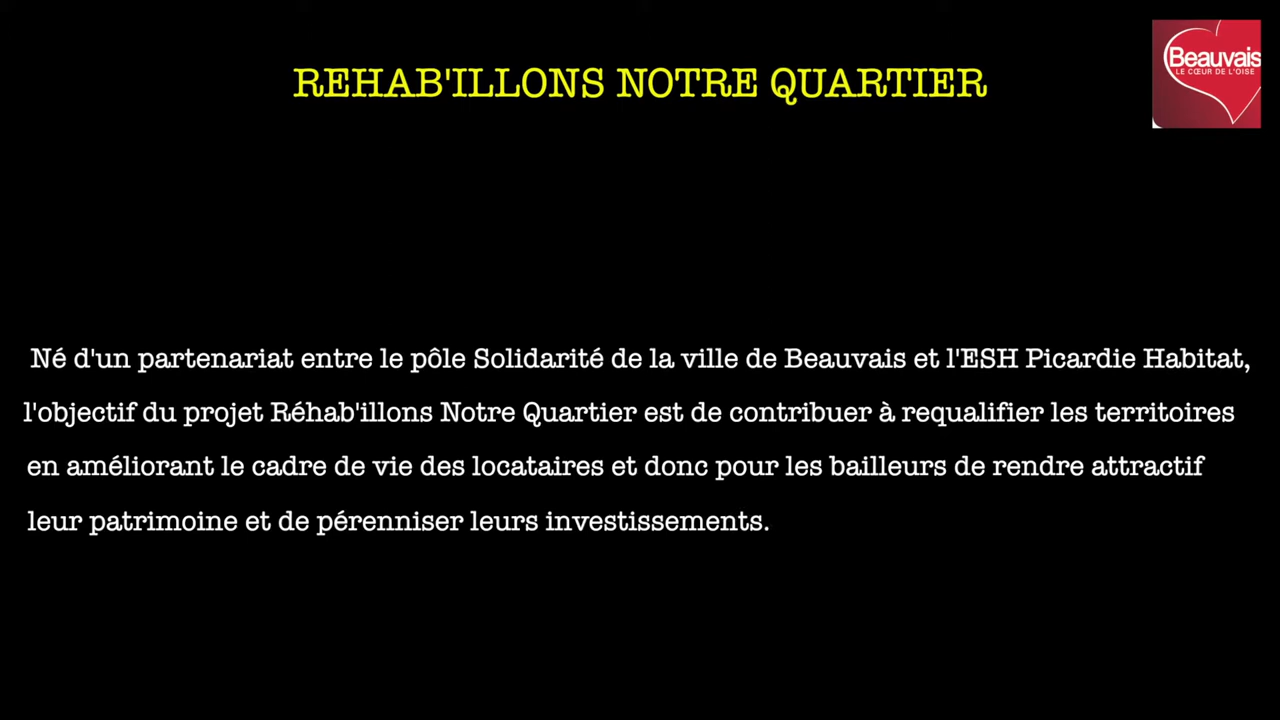 REHAB'ILLONS NOTRE QUARTIER
Beauvais
LE CŒUR DE L'OISE
Né d'un partenariat entre le pôle Solidarité de la ville de Beauvais et l'ESH Picardie Habitat,
l'objectif du projet Réhab'illons Notre Quartier est de contribuer à requalifier les territoires
en améliorant le cadre de vie des locataires et donc pour les bailleurs de rendre attractif
leur patrimoine et de pérenniser leurs investissements.